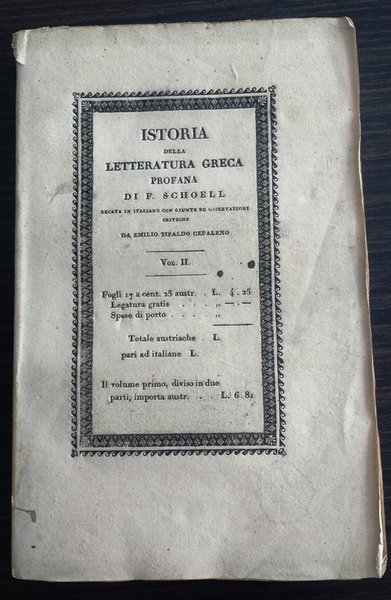 ISTORIA
DELLA
LETTERATURA GRECA
PROFANA
DI F. SCHOELL
RECATA IN ITALIANO CON GIUNTE ED OSSERVAZIONI
CRITICHE
DA EMILIO TIPALDO CEFALENO
VOL. II.
Fogli 17 a cent. 25 austr. . L. 4. 25
Legatura gratis . . . . ,, —. —
Spese di porto . . . . . ,,
Totale austriache . L.
pari ad italiane L.
Il volume primo, diviso in due
parti, importa austr. . . L. 6. 81